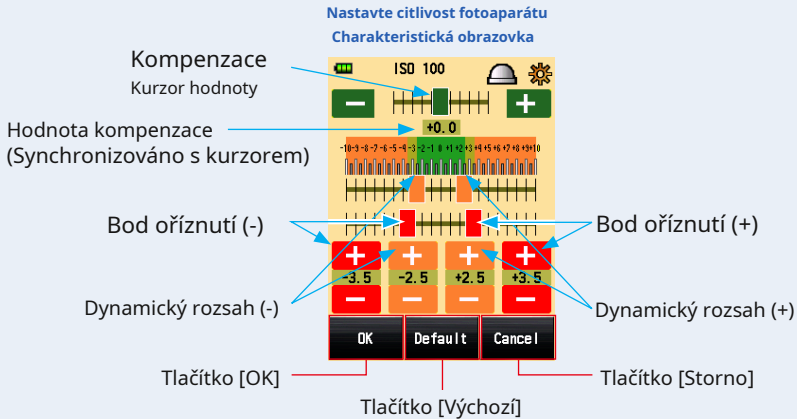 Nastavte citlivost fotoaparátu
Charakteristická obrazovka
Kompenzace
Kurzor hodnoty
ISO 100
Hodnota kompenzace
(Synchronizováno s kurzorem)
+0.0
-10-9-8-7-6-5-4-3-2-1 0 +1+2+3+4+5+6+7+8+9+10
Bod oříznutí (-)
Bod oříznutí (+)
-3.5 -2.5 +2.5 +3.5
Dynamický rozsah (-)
Dynamický rozsah (+)
OK Default Cancel
Tlačítko [OK]
Tlačítko [Storno]
Tlačítko [Výchozí]